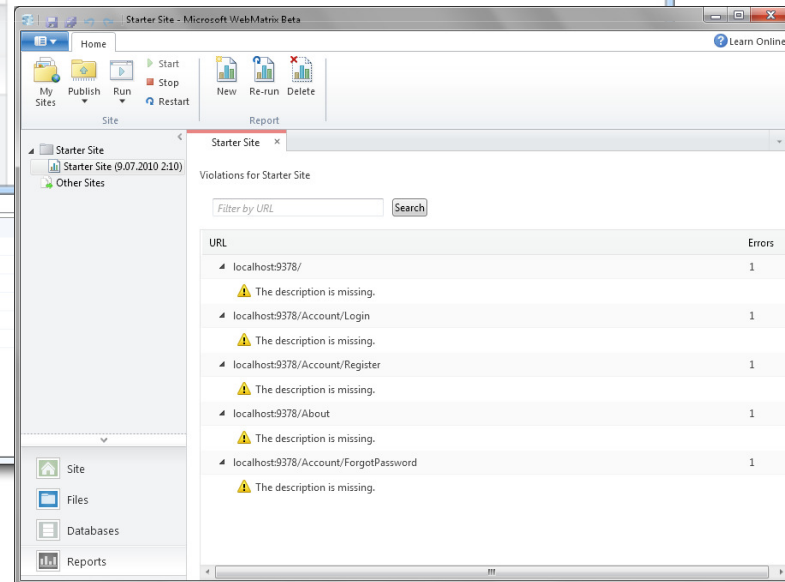 Starter Site - Microsoft WebMatrix Beta
Home
Learn Online
My Sites
Publish
Run
Start
Stop
Restart
Site
New
Re-run
Delete
Report
Starter Site
Starter Site (9.07.2010 2:10)
Other Sites
Starter Site
Violations for Starter Site
Filter by URL
Search
URL Errors
localhost:9378/ 1
The description is missing.
localhost:9378/Account/Login 1
The description is missing.
localhost:9378/Account/Register 1
The description is missing.
localhost:9378/About 1
The description is missing.
localhost:9378/Account/ForgotPassword 1
The description is missing.
Site
Files
Databases
Reports